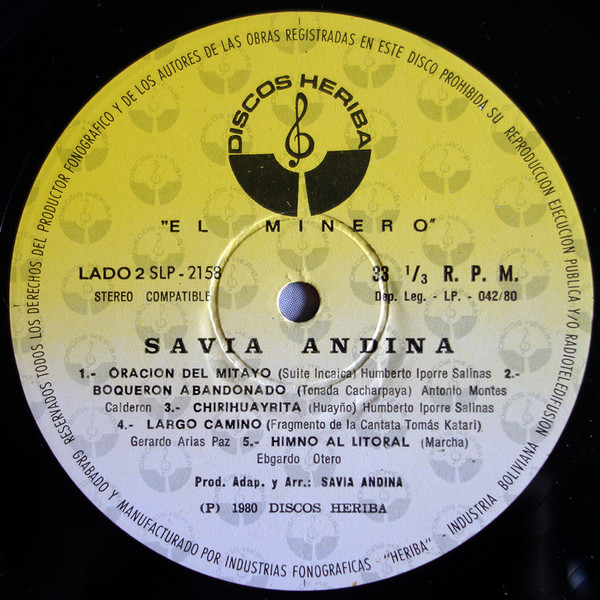 RESERVADOS TODOS LOS DERECHOS DEL PRODUCTOR FONOGRAFICO Y DE LOS AUTORES DE LAS OBRAS REGISTRADAS EN ESTE DISCO PROHIBIDA SU REPRODUCCION EJECUCION PUBLICA Y/O RADIOTELEDIFUSION
DISCOS HERIBA
"EL MINERO"
LADO 2 SLP - 2158 33 1/3 R. P. M.
STEREO COMPATIBLE Dep. Leg. - LP. - 042/80
SAVIA ANDINA
1.- ORACION DEL MITAYO (Suite Incaica) Humberto Iporre Salinas 2.-
BOQUERON ABANDONADO (Tonada Cacharpaya) Antonio Montes
Calderon 3.- CHIRIHUAYRITA (Huayño) Humberto Iporre Salinas
4.- LARGO CAMINO (Fragmento de la Cantata Tomás Katari)
Gerardo Arias Paz 5.- HIMNO AL LITORAL (Marcha)
Ebgardo Otero
Prod. Adap. y Arr.: SAVIA ANDINA
(P) 1980 DISCOS HERIBA
GRABADO Y MANUFACTURADO POR INDUSTRIAS FONOGRAFICAS - "HERIBA" - INDUSTRIA BOLIVIANA